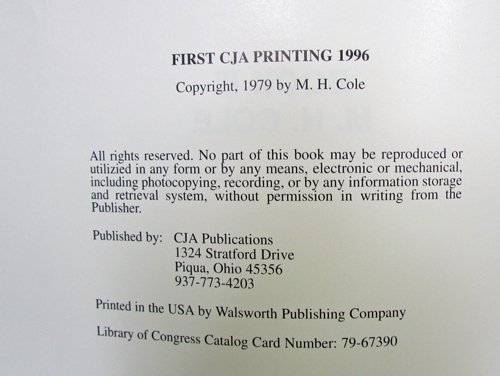 FIRST CJA PRINTING 1996
Copyright, 1979 by M. H. Cole
All rights reserved. No part of this book may be reproduced or
utilizied in any form or by any means, electronic or mechanical,
including photocopying, recording, or by any information storage
and retrieval system, without permission in writing from the
Publisher.
Published by: CJA Publications
1324 Stratford Drive
Piqua, Ohio 45356
937-773-4203
Printed in the USA by Walsworth Publishing Company
Library of Congress Catalog Card Number: 79-67390